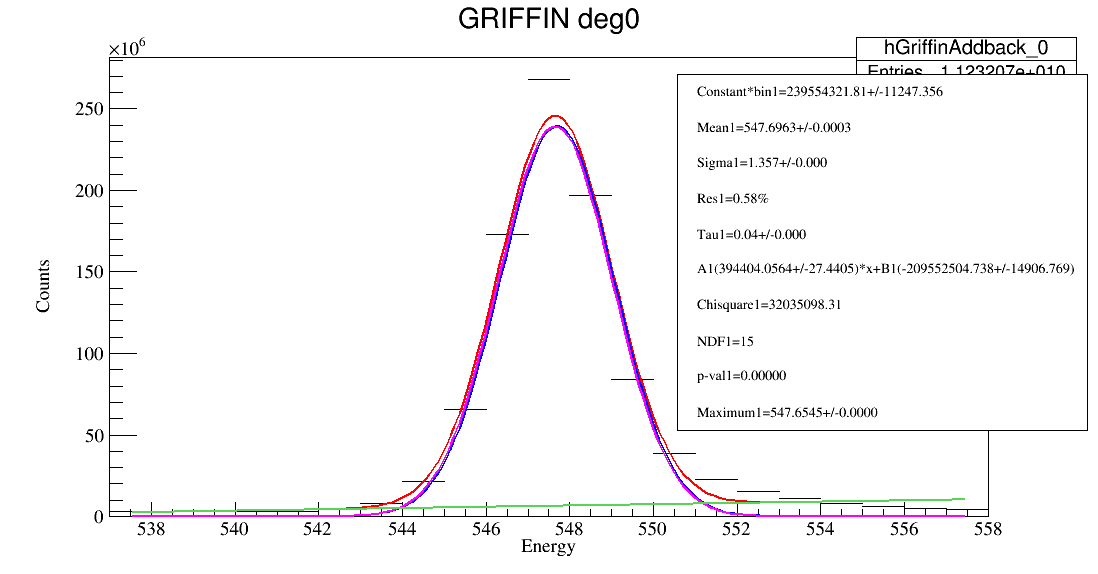 GRIFFIN deg0
×10⁶
hGriffinAddback_0
Entries 1.123207e+010
Constant*bin1=239554321.81+/-11247.356
Mean1=547.6963+/-0.0003
Sigma1=1.357+/-0.000
Res1=0.58%
Tau1=0.04+/-0.000
A1(394404.0564+/-27.4405)*x+B1(-209552504.738+/-14906.769)
Chisquare1=32035098.31
NDF1=15
p-val1=0.00000
Maximum1=547.6545+/-0.0000
Counts
250
200
150
100
50
0
538 540 542 544 546 548 550 552 554 556 558
Energy